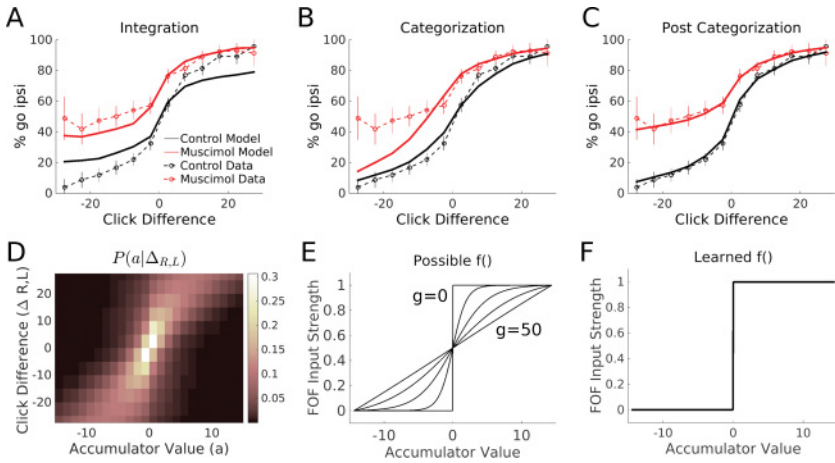 A
Integration
B
Categorization
C
Post Categorization
100
80
60
40
20
0
% go ipsi
Control Model
Muscimol Model
Control Data
Muscimol Data
-20
0
20
Click Difference
100
80
60
40
20
0
% go ipsi
-20
0
20
Click Difference
100
80
60
40
20
0
% go ipsi
-20
0
20
Click Difference
D
P(a|Δ_{R,L})
Click Difference (Δ R,L)
20
10
0
-10
-20
-10
0
10
Accumulator Value (a)
0.3
0.25
0.2
0.15
0.1
0.05
E
Possible f()
FOF Input Strength
1
0.8
0.6
0.4
0.2
0
g=0
g=50
-10
0
10
Accumulator Value
F
Learned f()
FOF Input Strength
1
0.8
0.6
0.4
0.2
0
-10
0
10
Accumulator Value